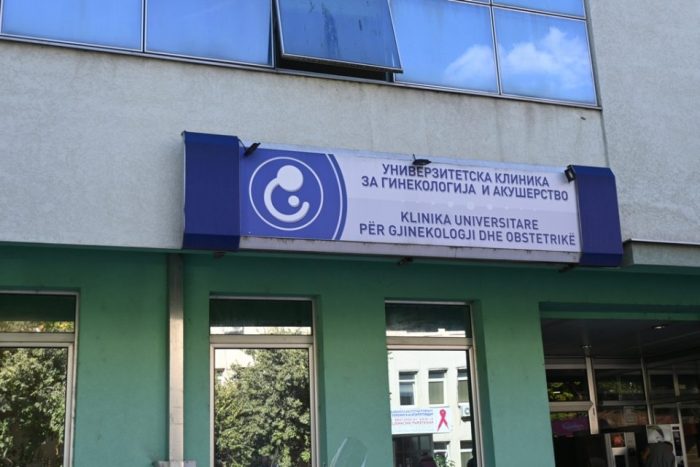 УНИВЕРЗИТЕТСКА КЛИНИКА
ЗА ГИНЕКОЛОГИЈА И АКУШЕРСТВО
KLINIKA UNIVERSITARE
PËR GJINEKOLOGJI DHE OBSTETRIKË